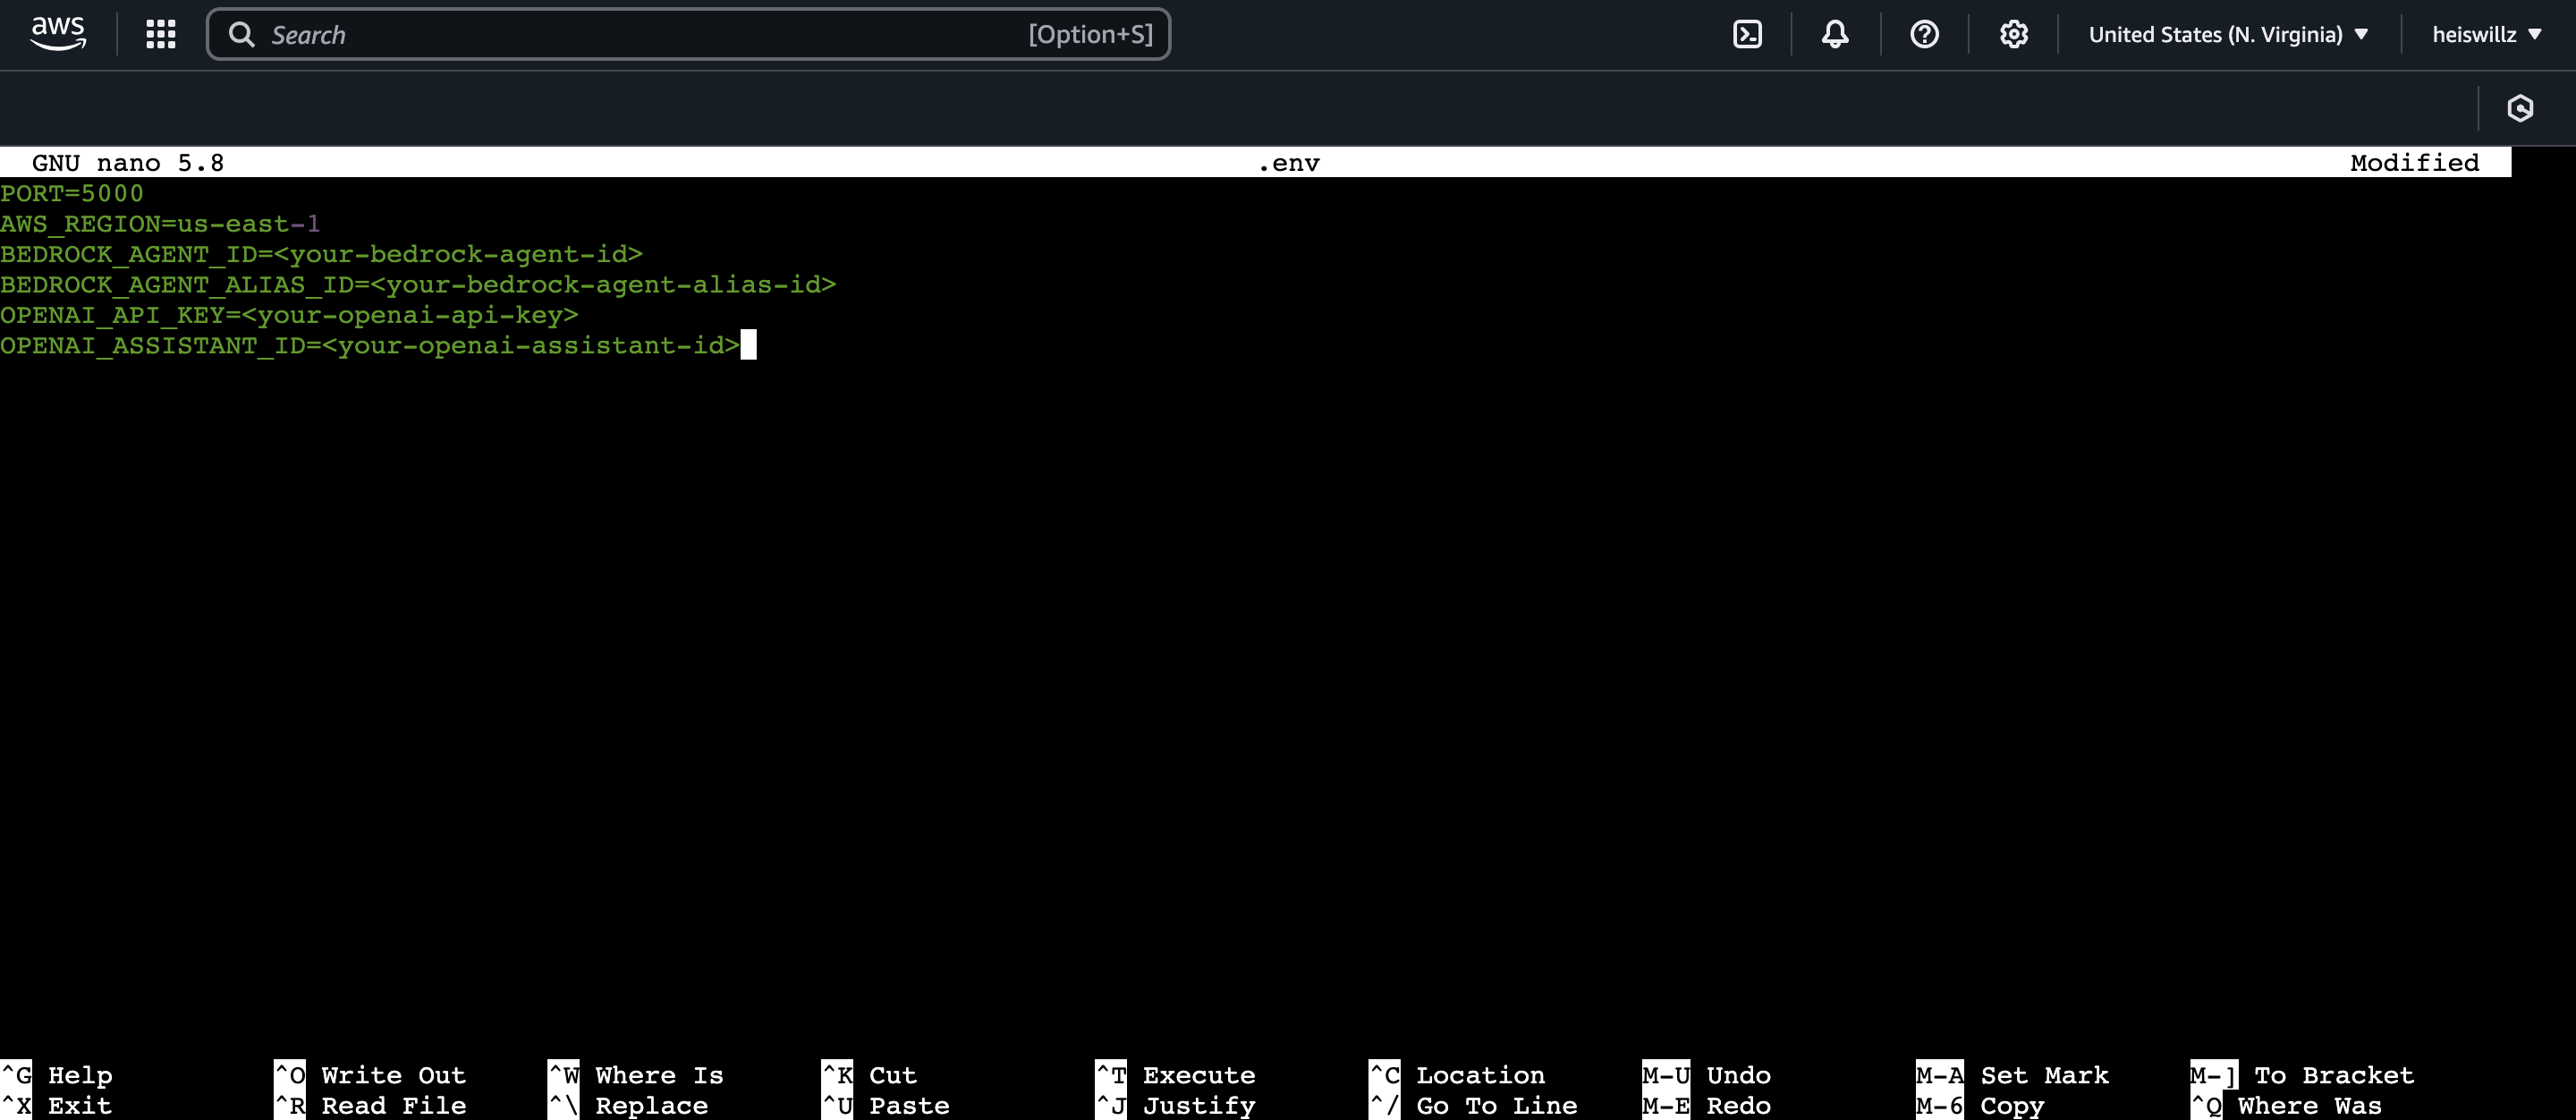 aws Search [Option+S] United States (N. Virginia) heiswillz
GNU nano 5.8 .env Modified
PORT=5000
AWS_REGION=us-east-1
BEDROCK_AGENT_ID=<your-bedrock-agent-id>
BEDROCK_AGENT_ALIAS_ID=<your-bedrock-agent-alias-id>
OPENAI_API_KEY=<your-openai-api-key>
OPENAI_ASSISTANT_ID=<your-openai-assistant-id>
^G Help ^O Write Out ^W Where Is ^K Cut ^T Execute ^C Location M-U Undo M-A Set Mark M-] To Bracket
^X Exit ^R Read File ^\ Replace ^U Paste ^J Justify ^/ Go To Line M-E Redo M-6 Copy ^Q Where Was